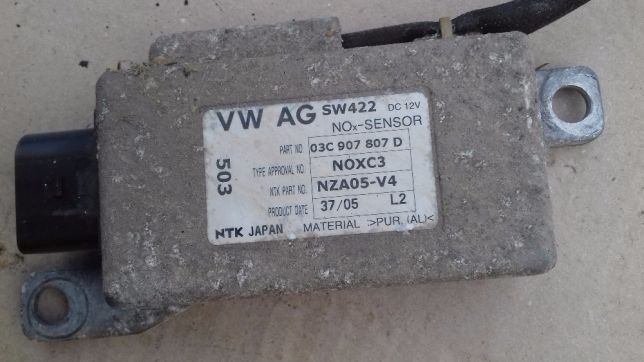 VW AG SW422 DC 12V
NOx-SENSOR
PART NO. 03C 907 807 D
TYPE APPROVAL NO. NOXC3
NTK PART NO. NZA05-V4
PRODUCT DATE 37/05 L2
NTK JAPAN MATERIAL >PUR. (AL)<
503